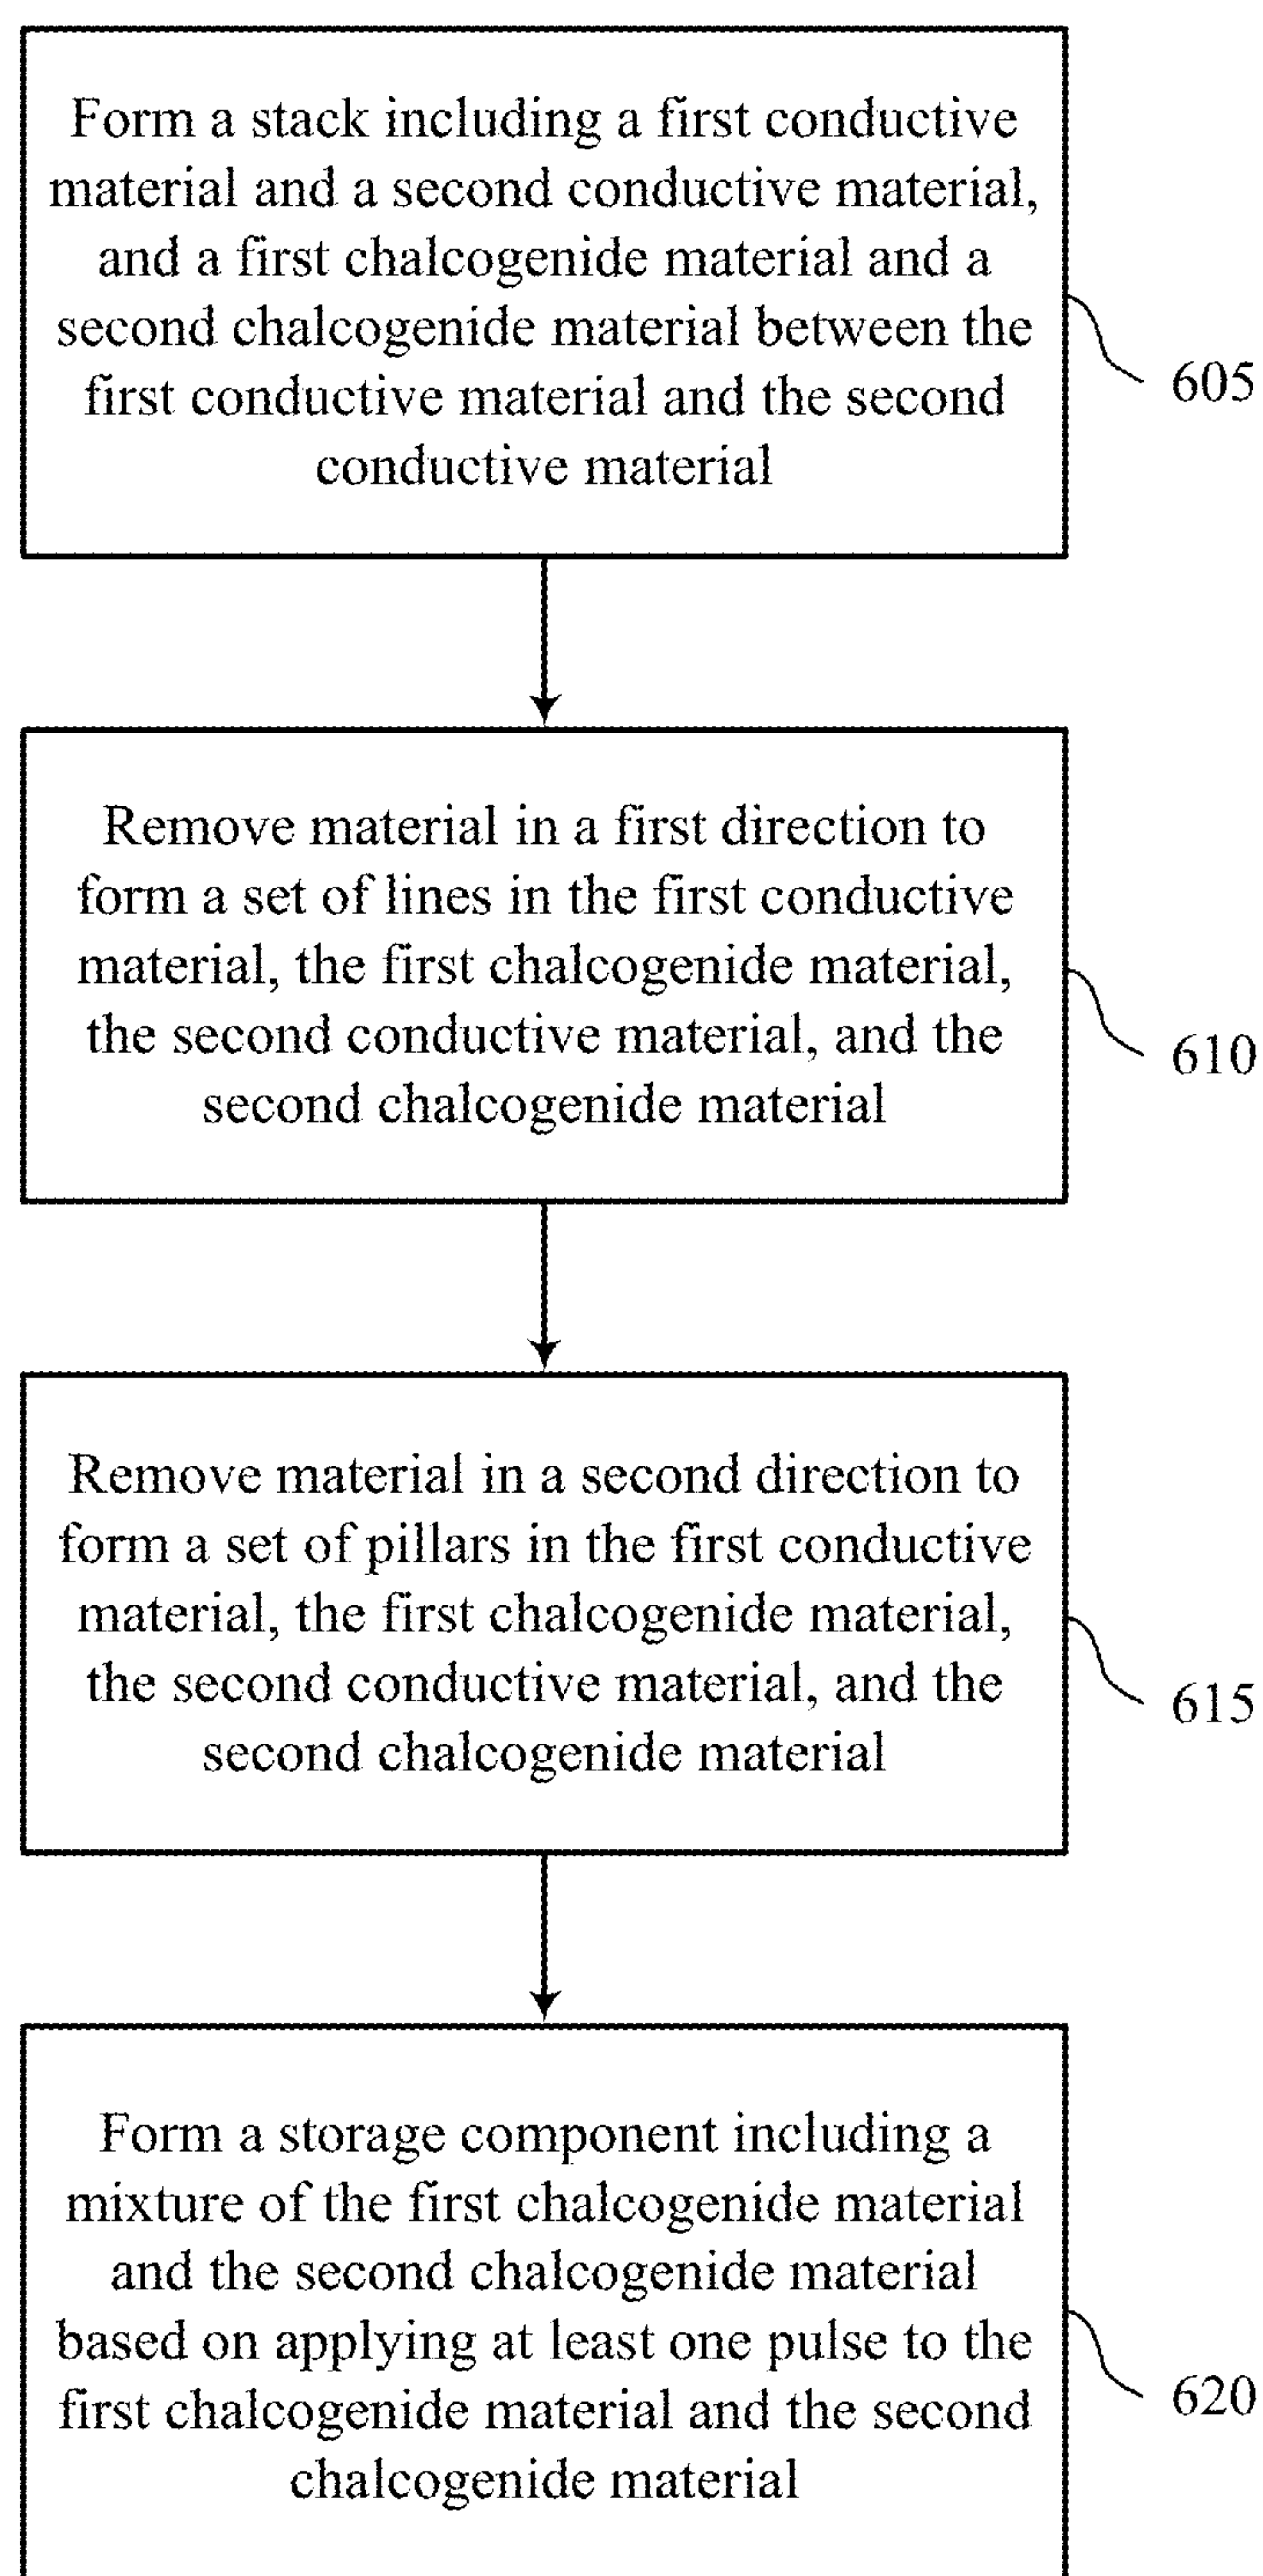 Form a stack including a first conductive
material and a second conductive material,
and a first chalcogenide material and a
second chalcogenide material between the
first conductive material and the second
conductive material
605
Remove material in a first direction to
form a set of lines in the first conductive
material, the first chalcogenide material,
the second conductive material, and the
second chalcogenide material
610
Remove material in a second direction to
form a set of pillars in the first conductive
material, the first chalcogenide material,
the second conductive material, and the
second chalcogenide material
615
Form a storage component including a
mixture of the first chalcogenide material
and the second chalcogenide material
based on applying at least one pulse to the
first chalcogenide material and the second
chalcogenide material
620